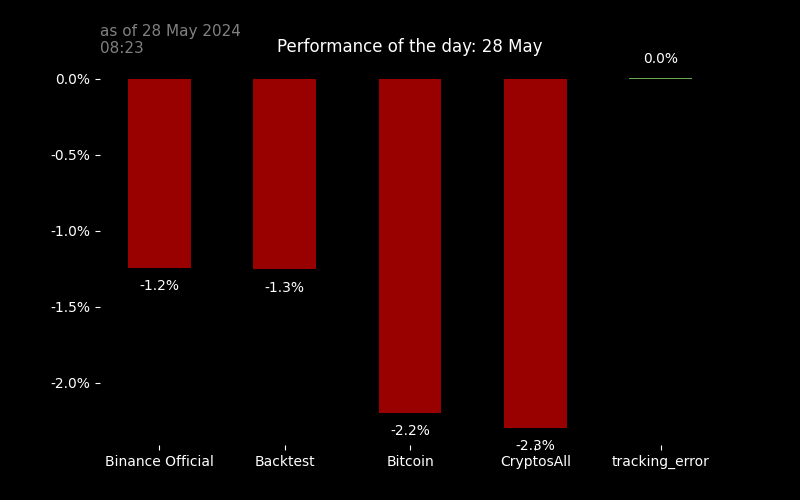 as of 28 May 2024
08:23
Performance of the day: 28 May
0.0%
0.0%
-0.5%
-1.0%
-1.2%
-1.3%
-1.5%
-2.0%
-2.2%
-2.3%
Binance Official
Backtest
Bitcoin
CryptosAll
tracking_error